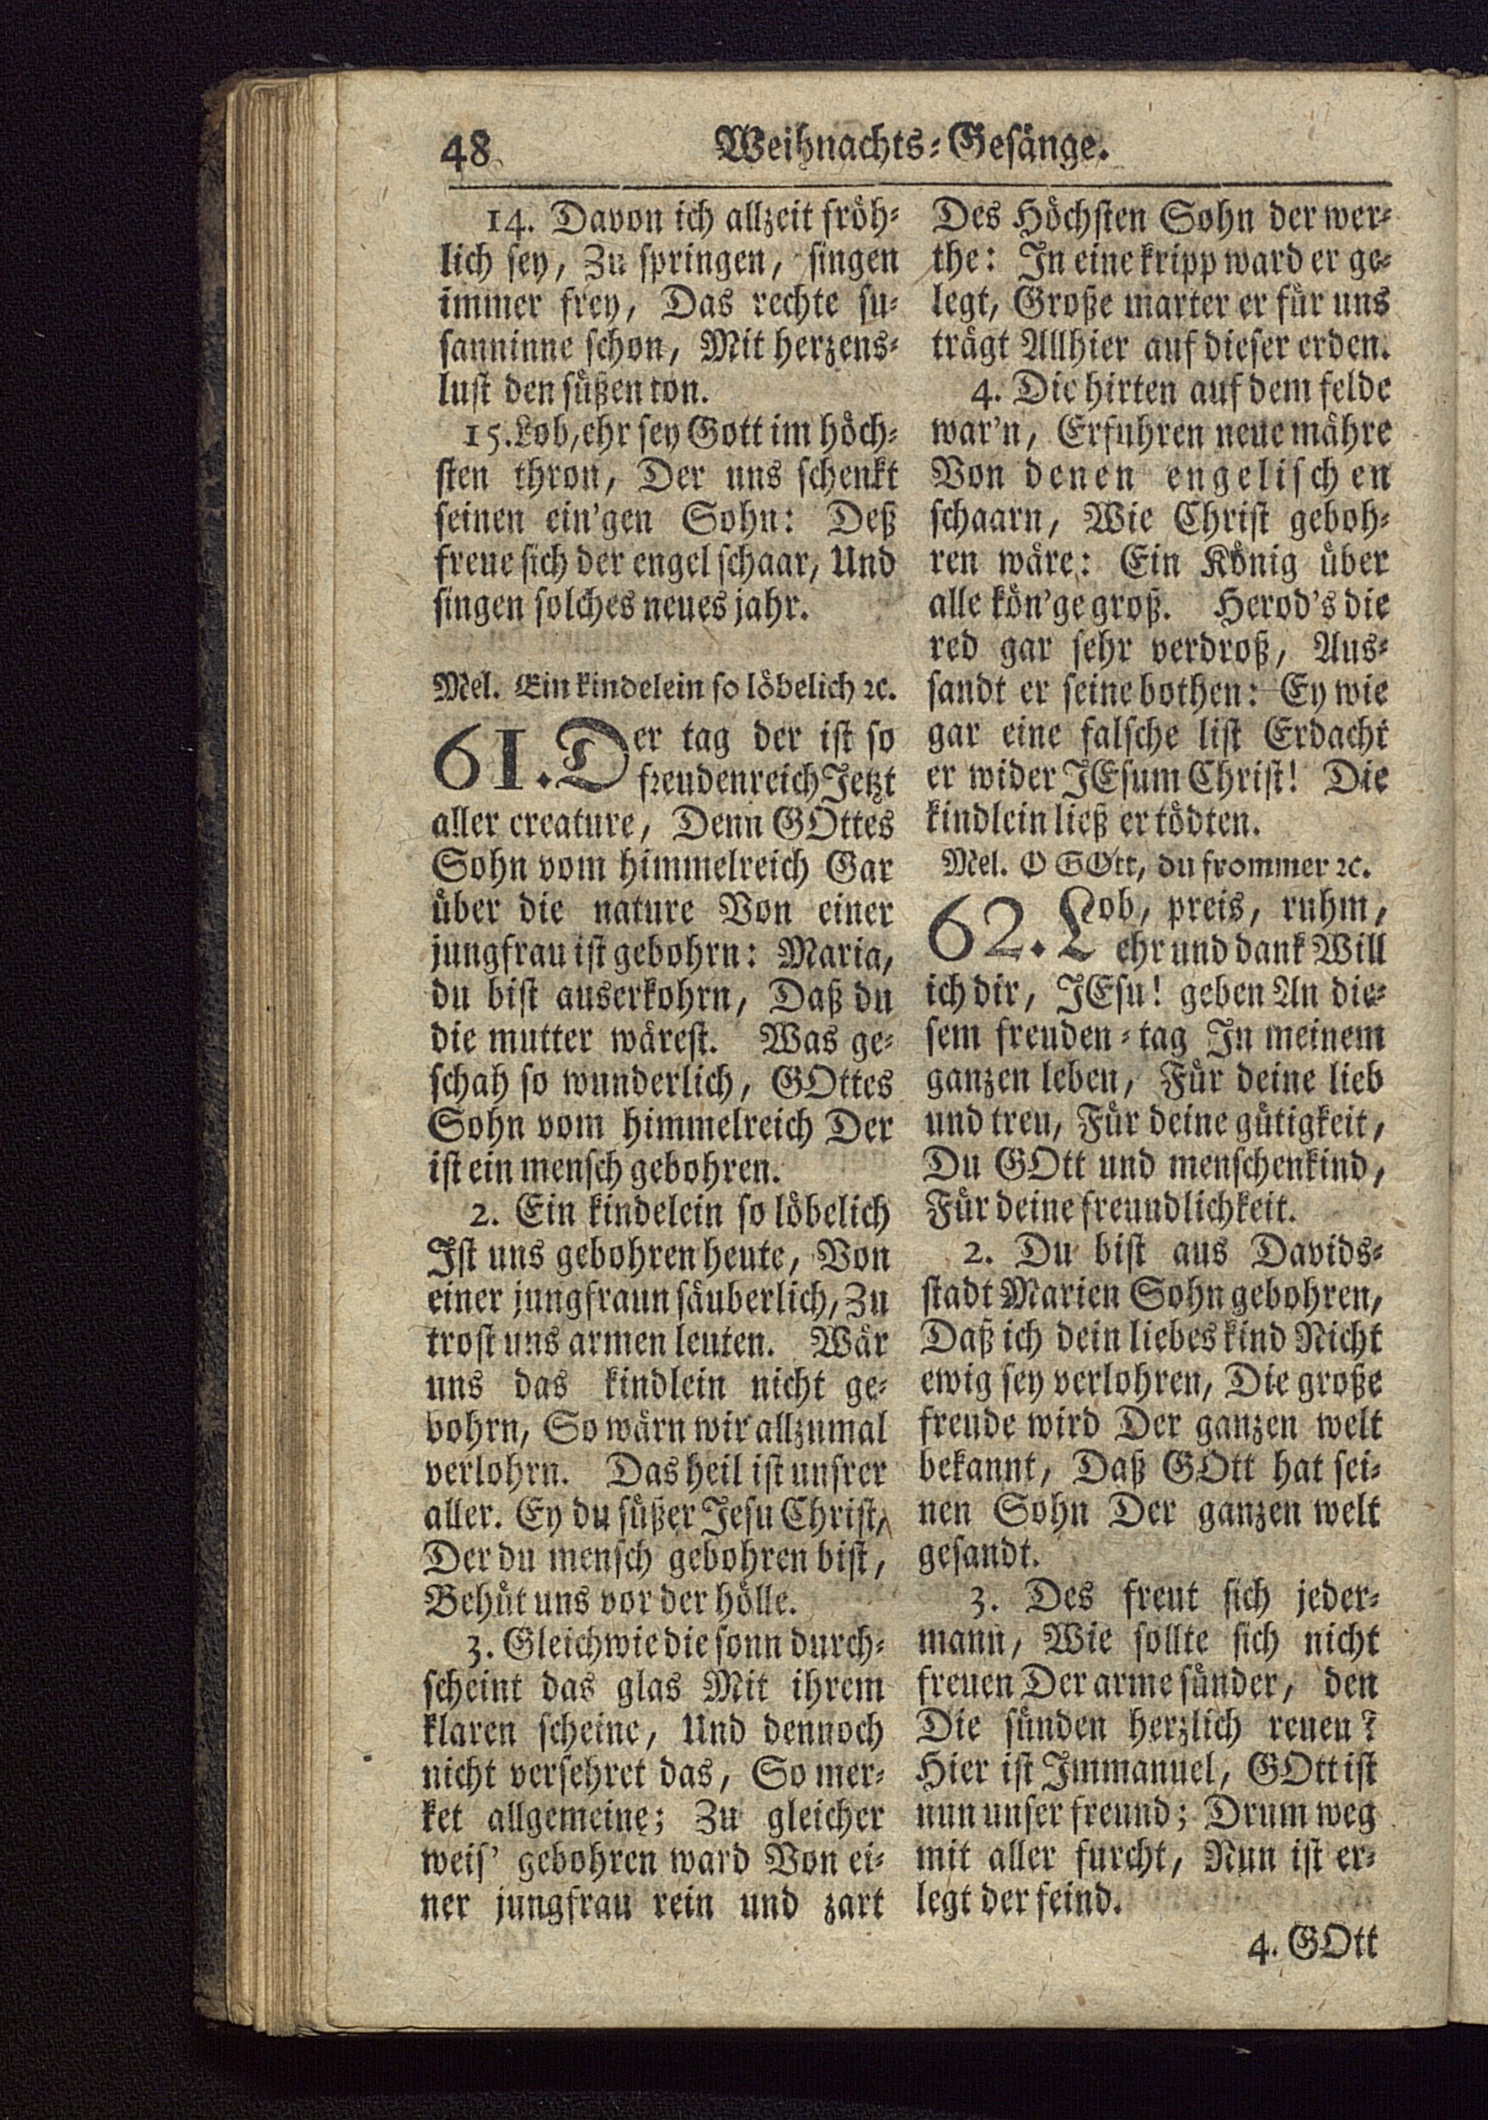 48
Weihnachts-Gesänge.
14. Davon ich allzeit fröh-
lich sey, Zu springen, singen
immer frey, Das rechte su-
sanninne schon, Mit herzens-
lust den süßen ton.
15. Lob, ehr sey Gott im höch-
sten thron, Der uns schenkt
seinen ein'gen Sohn: Deß
freue sich der engel schaar, Und
singen solches neues jahr.
Mel. Ein kindelein so löbelich ꝛc.
61. Der tag der ist so
freudenreich Jetzt
aller creature, Denn GOttes
Sohn vom himmelreich Gar
über die nature Von einer
jungfrau ist gebohrn: Maria,
du bist auserkohrn, Daß du
die mutter wärest. Was ge-
schah so wunderlich, GOttes
Sohn vom himmelreich Der
ist ein mensch gebohren.
2. Ein kindelein so löbelich
Ist uns gebohren heute, Von
einer jungfraun säuberlich, Zu
trost uns armen leuten. Wär
uns das kindlein nicht ge-
bohrn, So wärn wir allzumal
verlohrn. Das heil ist unsrer
aller. Ey du süßer Jesu Christ,
Der du mensch gebohren bist,
Behüt uns vor der hölle.
3. Gleichwie die sonn durch-
scheint das glas Mit ihrem
klaren scheine, Und dennoch
nicht versehret das, So mer-
ket allgemeine; Zu gleicher
weis' gebohren ward Von ei-
ner jungfrau rein und zart
Des Höchsten Sohn der wer-
the: In eine kripp ward er ge-
legt, Große marter er für uns
trägt Allhier auf dieser erden.
4. Die hirten auf dem felde
war'n, Erfuhren neue mähre
Von denen engelischen
schaarn, Wie Christ geboh-
ren wäre: Ein König über
alle kön'ge groß. Herod's die
red gar sehr verdroß, Aus-
sandt er seine bothen: Ey wie
gar eine falsche list Erdacht
er wider JEsum Christ! Die
kindlein ließ er tödten.
Mel. O GOtt, du frommer ꝛc.
62. Lob, preis, ruhm,
ehr und dank Will
ich dir, JEsu! geben An die-
sem freuden-tag In meinem
ganzen leben, Für deine lieb
und treu, Für deine gütigkeit,
Du GOtt und menschenkind,
Für deine freundlichkeit.
2. Du bist aus Davids-
stadt Marien Sohn gebohren,
Daß ich dein liebes kind Nicht
ewig sey verlohren, Die große
freude wird Der ganzen welt
bekannt, Daß GOtt hat sei-
nen Sohn Der ganzen welt
gesandt.
3. Des freut sich jeder-
mann, Wie sollte sich nicht
freuen Der arme sünder, den
Die sünden herzlich reuen?
Hier ist Immanuel, GOtt ist
nun unser freund; Drum weg
mit aller furcht, Nun ist er-
legt der feind.
4. GOtt